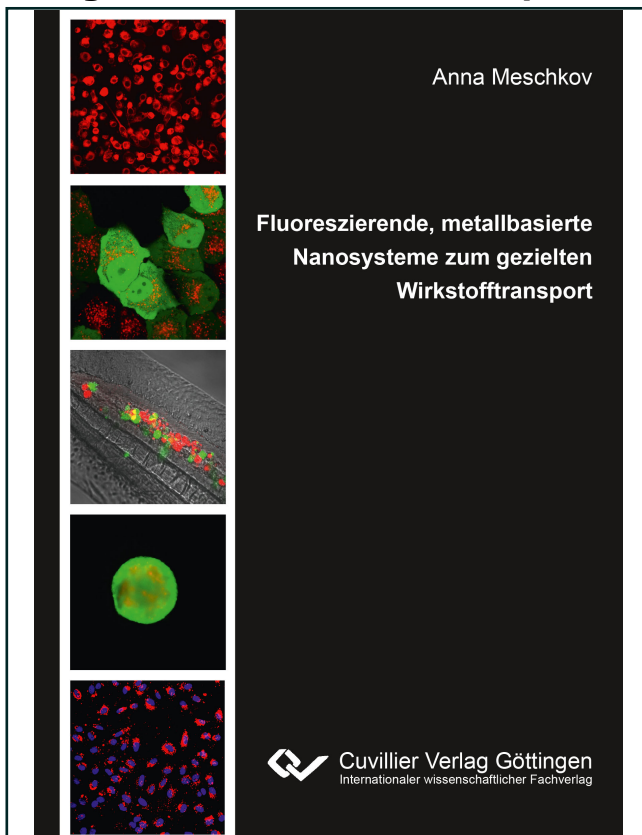 Anna Meschkov
Fluoreszierende, metallbasierte
Nanosysteme zum gezielten
Wirkstofftransport
Cuvillier Verlag Göttingen
Internationaler wissenschaftlicher Fachverlag